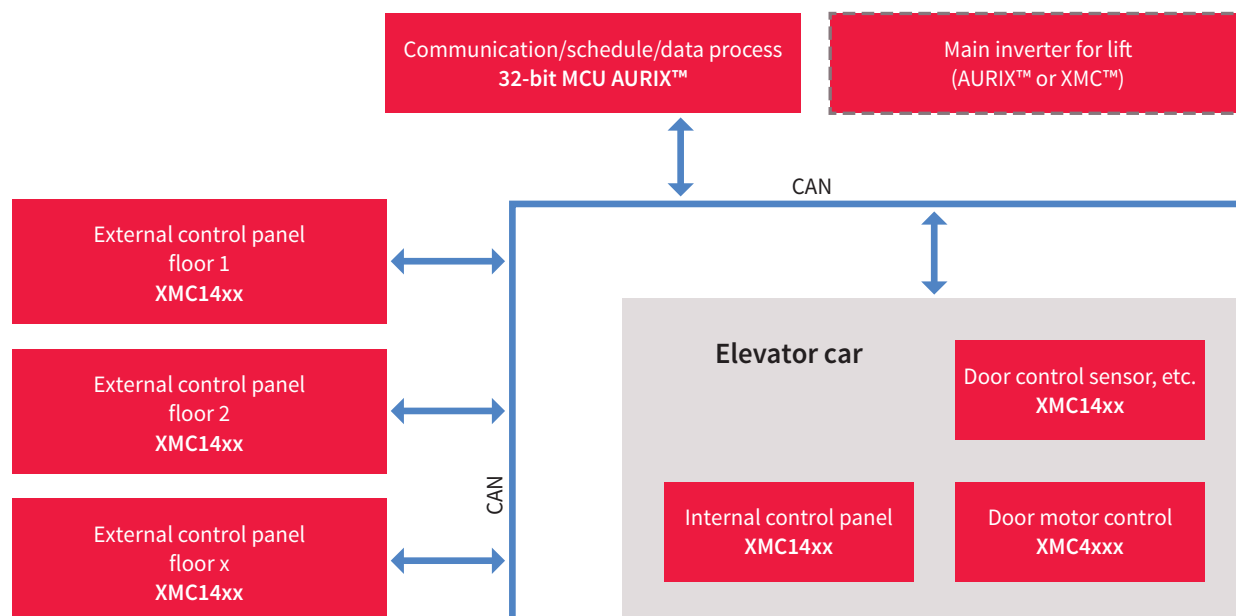 Communication/schedule/data process
32-bit MCU AURIX™
Main inverter for lift
(AURIX™ or XMC™)
CAN
External control panel
floor 1
XMC14xx
External control panel
floor 2
XMC14xx
External control panel
floor x
XMC14xx
CAN
Elevator car
Door control sensor, etc.
XMC14xx
Internal control panel
XMC14xx
Door motor control
XMC4xxx